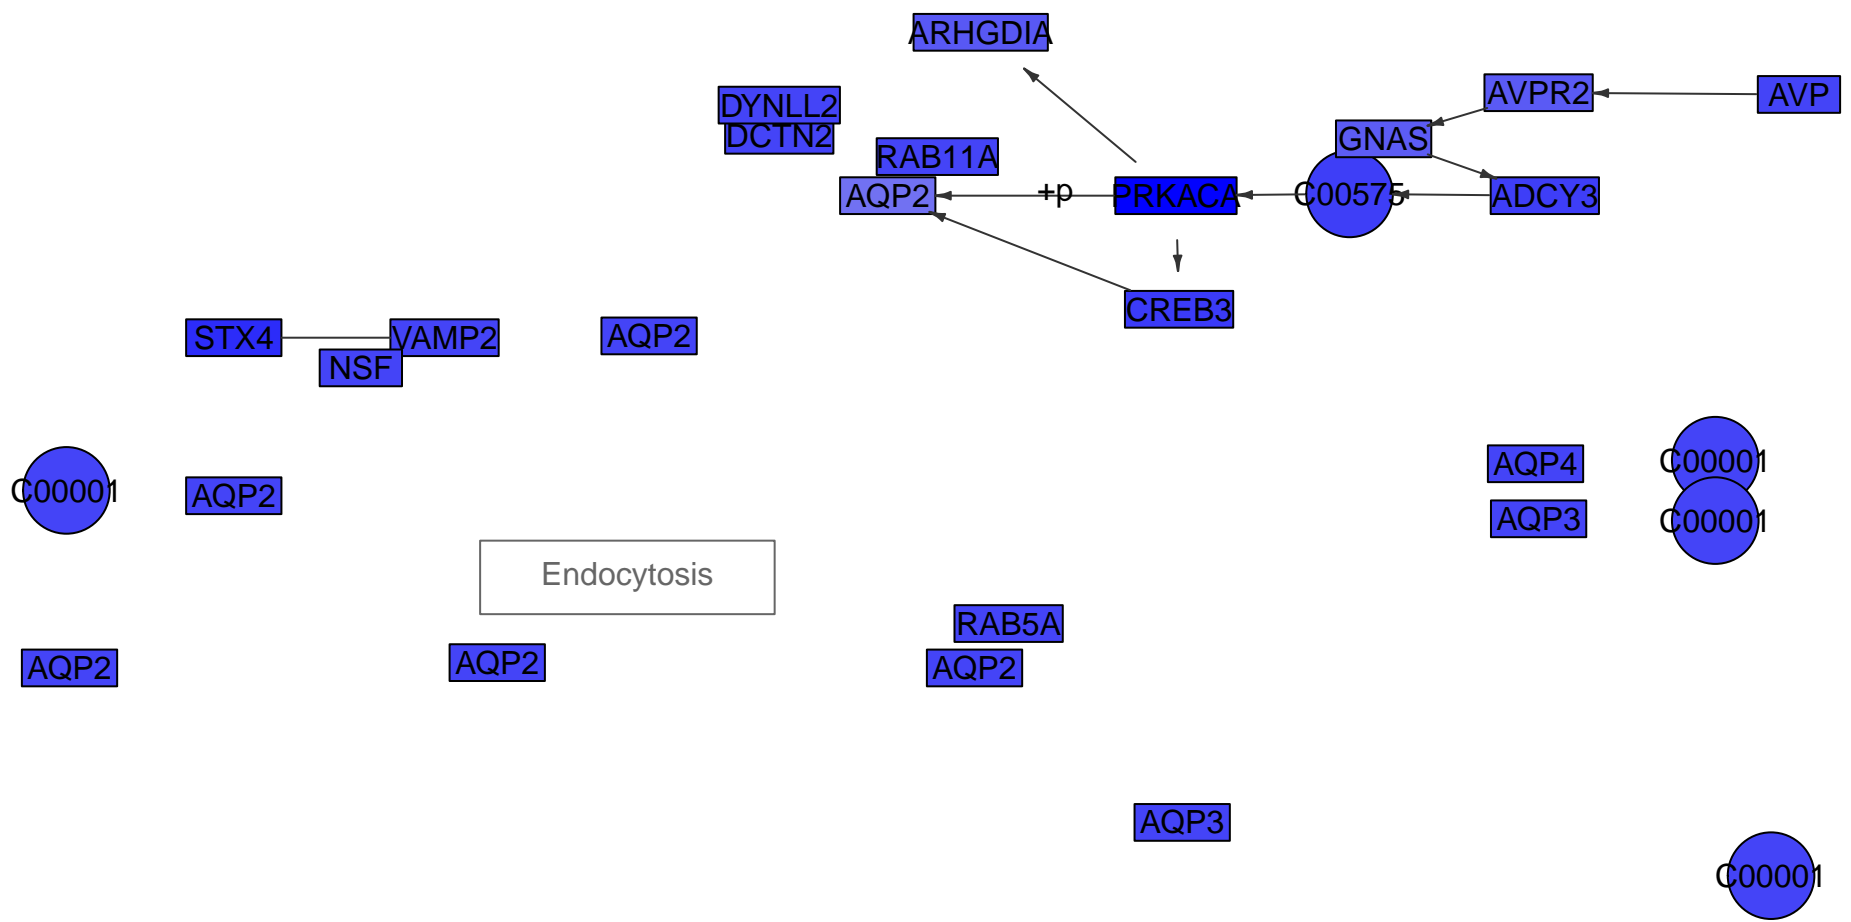 ARHGDIA
DYNLL2
AVPR2
AVP
DCTN2
GNAS
RAB11A
AQP2
+p
PRKACA
C00575
ADCY3
CREB3
STX4
VAMP2
AQP2
NSF
C00001
AQP2
AQP4
C00001
AQP3
C00001
Endocytosis
RAB5A
AQP2
AQP2
AQP2
AQP3
C00001